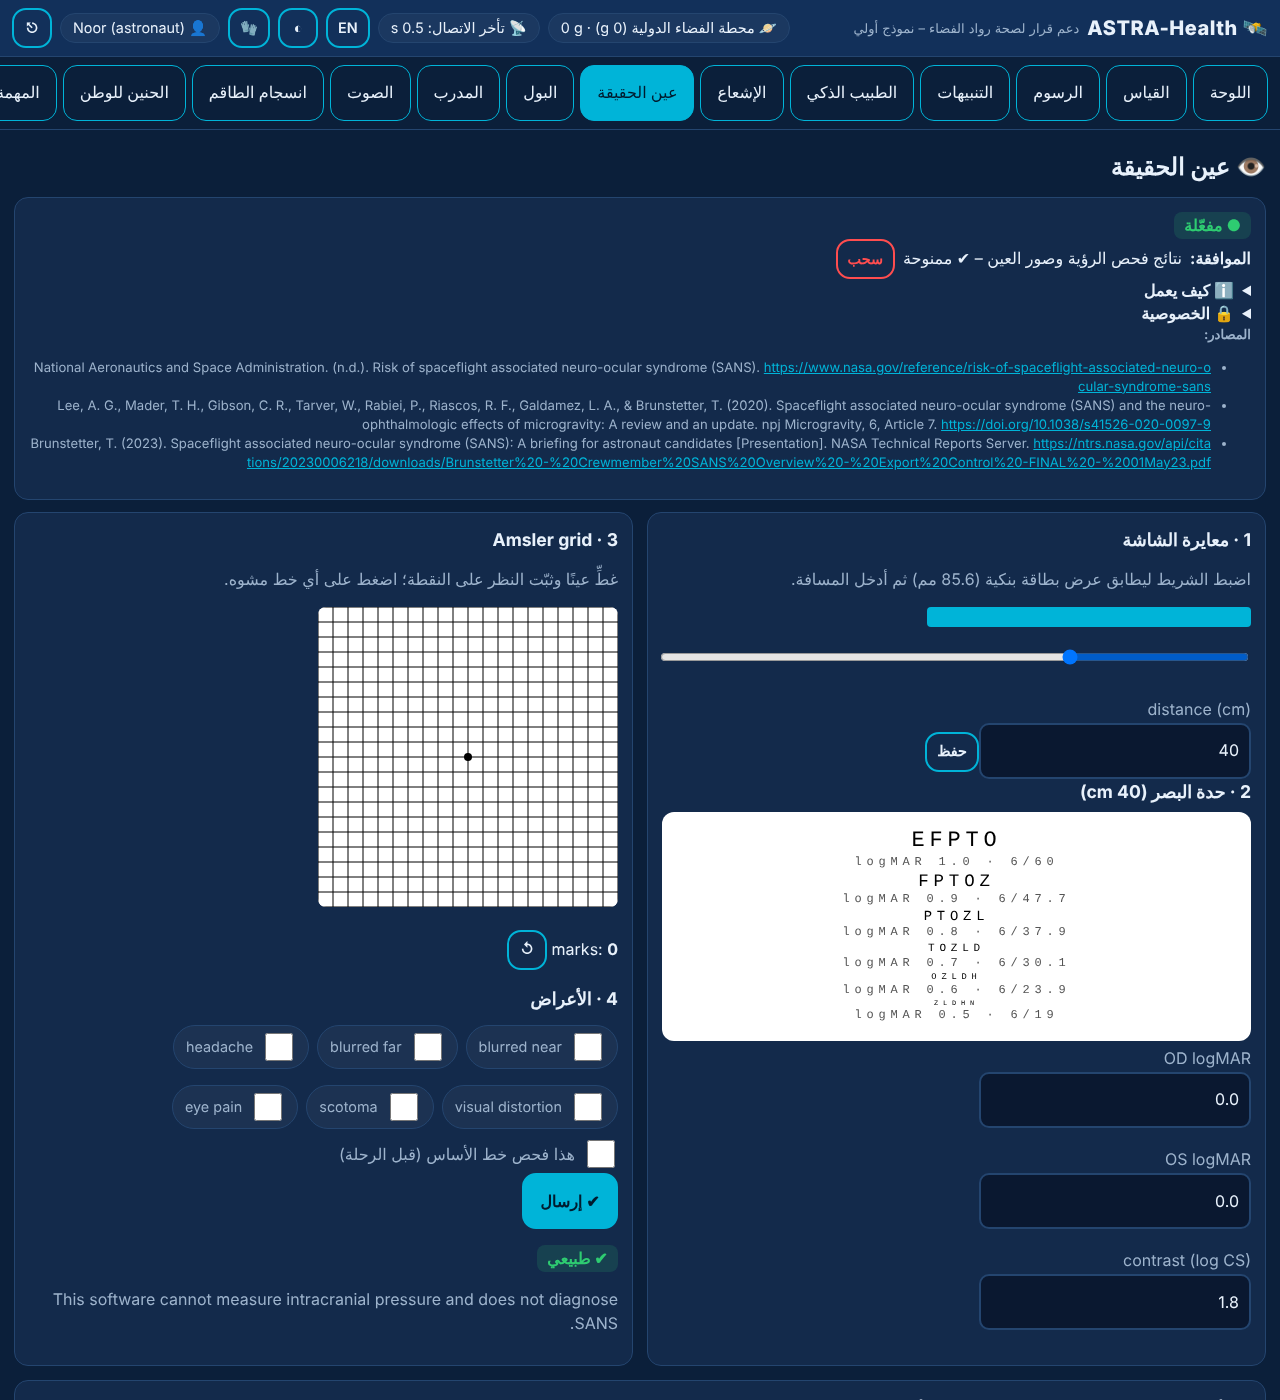 🛰️ ASTRA-Health دعم قرار لصحة رواد الفضاء – نموذج أولي
🪐 محطة الفضاء الدولية (0 g) · 0 g
📡 تأخر الاتصال: 0.5 s
EN
👤 Noor (astronaut)
اللوحة
القياس
الرسوم
التنبيهات
الطبيب الذكي
الإشعاع
عين الحقيقة
البول
المدرب
الصوت
انسجام الطاقم
الحنين للوطن
المهمة
👁️ عين الحقيقة
● مفعّلة
الموافقة: نتائج فحص الرؤية وصور العين – ✔ ممنوحة سحب
ℹ️ كيف يعمل
🔒 الخصوصية
المصادر:
National Aeronautics and Space Administration. (n.d.). Risk of spaceflight associated neuro-ocular syndrome (SANS). https://www.nasa.gov/reference/risk-of-spaceflight-associated-neuro-o
cular-syndrome-sans
Lee, A. G., Mader, T. H., Gibson, C. R., Tarver, W., Rabiei, P., Riascos, R. F., Galdamez, L. A., & Brunstetter, T. (2020). Spaceflight associated neuro-ocular syndrome (SANS) and the neuro-
ophthalmologic effects of microgravity: A review and an update. npj Microgravity, 6, Article 7. https://doi.org/10.1038/s41526-020-0097-9
Brunstetter, T. (2023). Spaceflight associated neuro-ocular syndrome (SANS): A briefing for astronaut candidates [Presentation]. NASA Technical Reports Server. https://ntrs.nasa.gov/api/cita
tions/20230006218/downloads/Brunstetter%20-%20Crewmember%20SANS%20Overview%20-%20Export%20Control%20-FINAL%20-%2001May23.pdf
1 · معايرة الشاشة
اضبط الشريط ليطابق عرض بطاقة بنكية (85.6 مم) ثم أدخل المسافة.
distance (cm)
40
حفظ
2 · حدة البصر (40 cm)
EFPTO
logMAR 1.0 · 6/60
FPTOZ
logMAR 0.9 · 6/47.7
PTOZL
logMAR 0.8 · 6/37.9
TOZLD
logMAR 0.7 · 6/30.1
OZLDH
logMAR 0.6 · 6/23.9
ZLDHN
logMAR 0.5 · 6/19
OD logMAR
0.0
OS logMAR
0.0
contrast (log CS)
1.8
3 · Amsler grid
غطِّ عينًا وثبّت النظر على النقطة؛ اضغط على أي خط مشوه.
marks: 0
4 · الأعراض
blurred near
blurred far
headache
visual distortion
scotoma
eye pain
هذا فحص خط الأساس (قبل الرحلة)
✔ إرسال
✔ طبيعي
This software cannot measure intracranial pressure and does not diagnose
SANS.